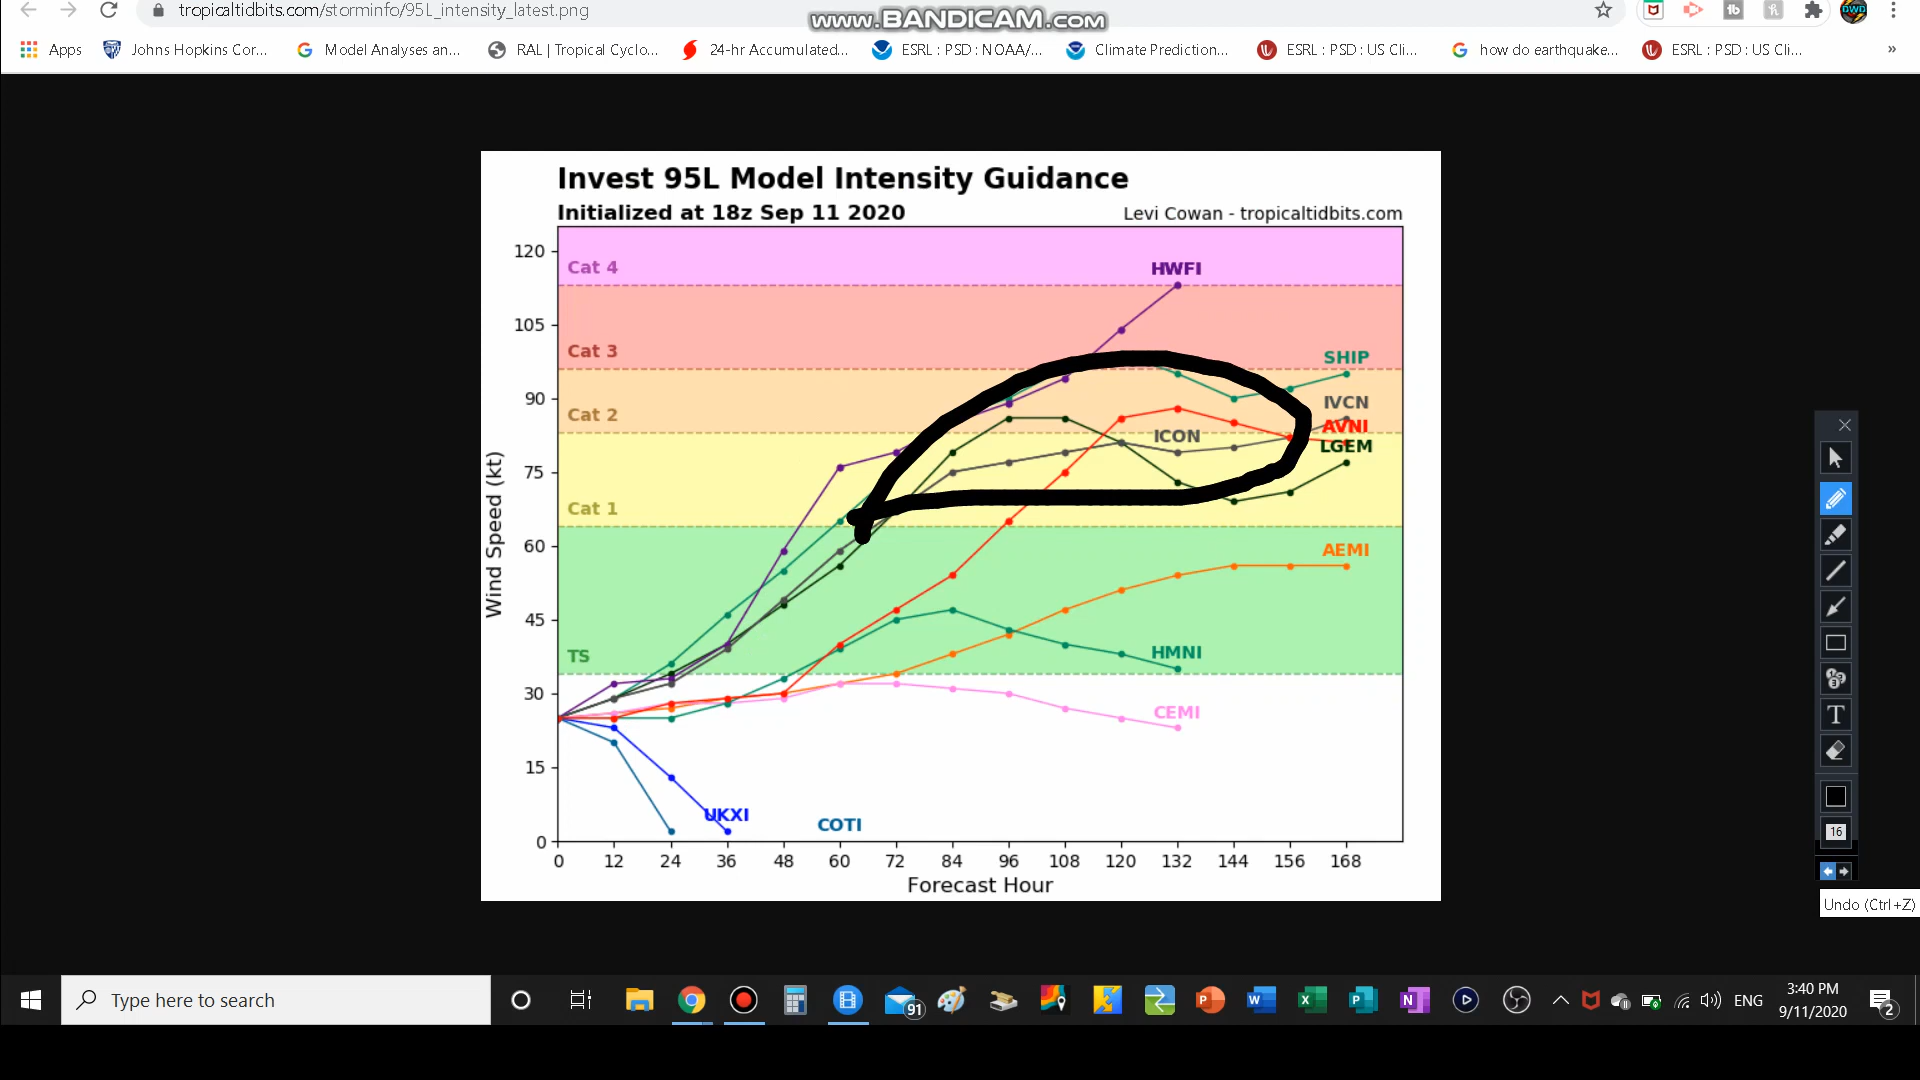 tropicaltidbits.com/storminfo/95L_intensity_latest.png
www.BANDICAM.com
Apps
Johns Hopkins Cor...
Model Analyses an...
RAL | Tropical Cyclo...
24-hr Accumulated...
ESRL : PSD : NOAA/...
Climate Prediction...
ESRL : PSD : US Cli...
how do earthquake...
ESRL : PSD : US Cli...
»
Invest 95L Model Intensity Guidance
Initialized at 18z Sep 11 2020
Levi Cowan - tropicaltidbits.com
120
Cat 4
HWFI
105
Cat 3
SHIP
90
Cat 2
IVCN
AVNI
ICON
LGEM
75
Cat 1
60
AEMI
45
TS
HMNI
30
CEMI
15
UKXI
COTI
0
Wind Speed (kt)
0 12 24 36 48 60 72 84 96 108 120 132 144 156 168
Forecast Hour
T
16
Undo (Ctrl+Z)
Type here to search
91
ENG
3:40 PM
9/11/2020
2